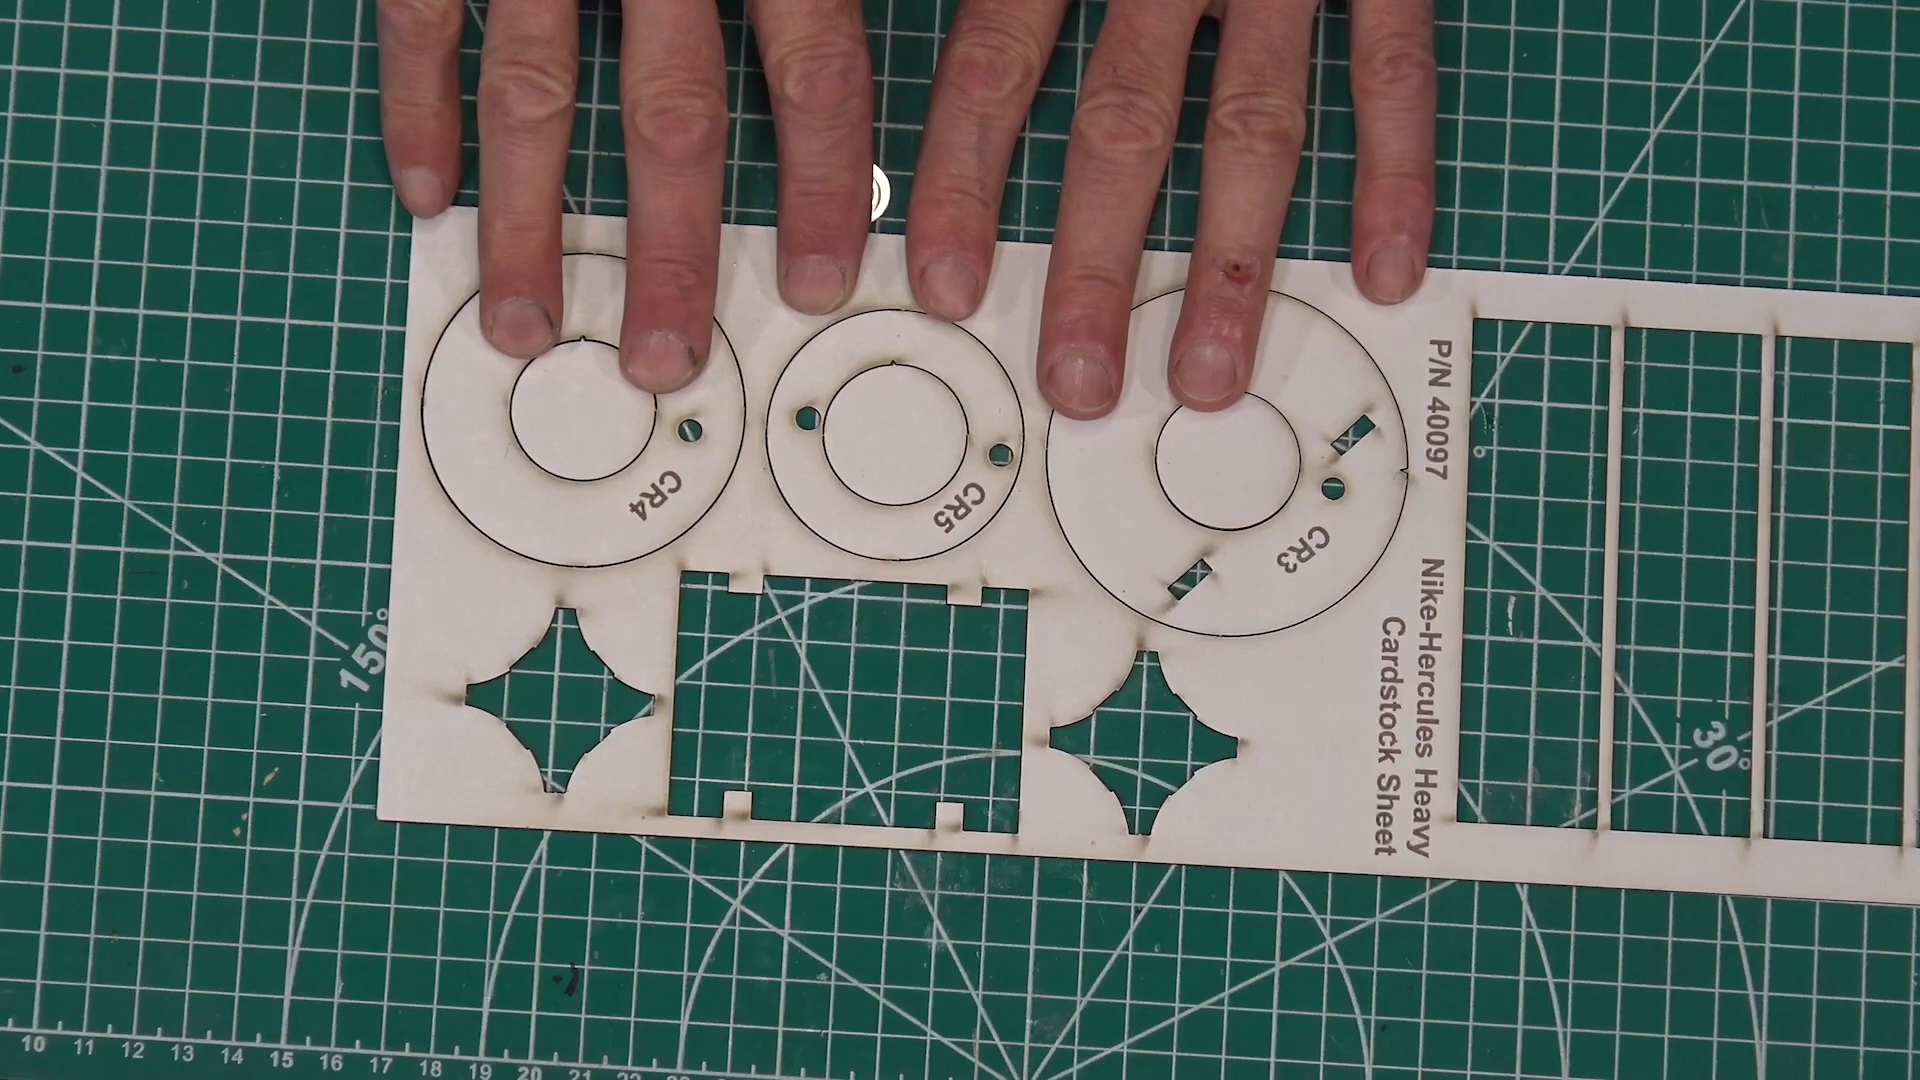 CR4
CR5
CR3
P/N 40097
Nike-Hercules Heavy
Cardstock Sheet
150°
30°
10 11 12 13 14 15 16 17 18 19 20 21